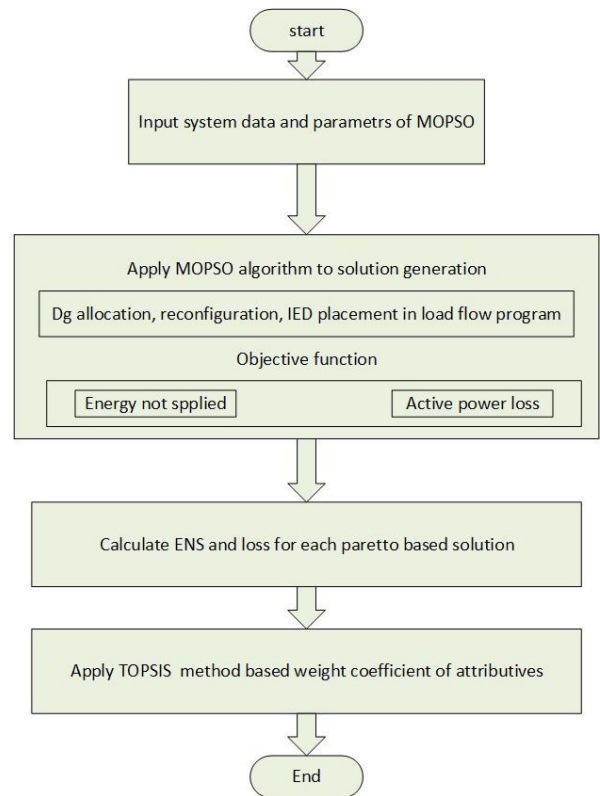 start
Input system data and parametrs of MOPSO
Apply MOPSO algorithm to solution generation
Dg allocation, reconfiguration, IED placement in load flow program
Objective function
Energy not spplied
Active power loss
Calculate ENS and loss for each paretto based solution
Apply TOPSIS method based weight coefficient of attributives
End